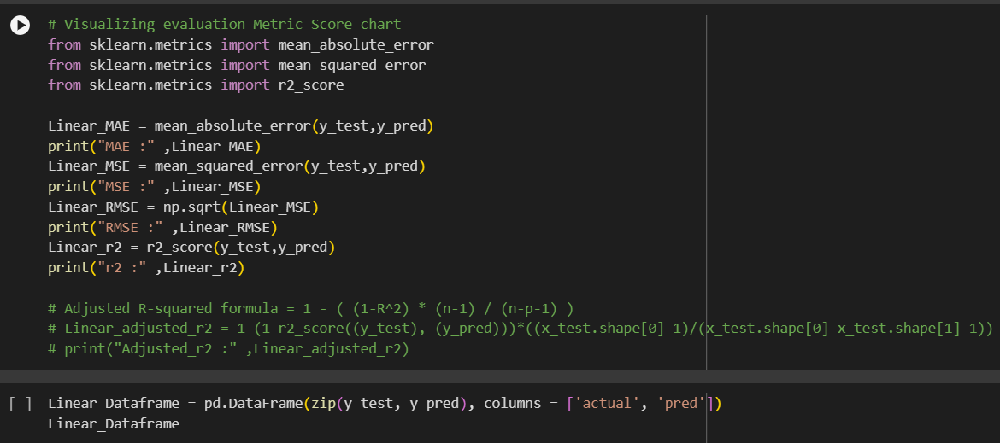 # Visualizing evaluation Metric Score chart
from sklearn.metrics import mean_absolute_error
from sklearn.metrics import mean_squared_error
from sklearn.metrics import r2_score
Linear_MAE = mean_absolute_error(y_test,y_pred)
print("MAE :" ,Linear_MAE)
Linear_MSE = mean_squared_error(y_test,y_pred)
print("MSE :" ,Linear_MSE)
Linear_RMSE = np.sqrt(Linear_MSE)
print("RMSE :" ,Linear_RMSE)
Linear_r2 = r2_score(y_test,y_pred)
print("r2 :" ,Linear_r2)
# Adjusted R-squared formula = 1 - ( (1-R^2) * (n-1) / (n-p-1) )
# Linear_adjusted_r2 = 1-(1-r2_score((y_test), (y_pred)))*((x_test.shape[0]-1)/(x_test.shape[0]-x_test.shape[1]-1))
# print("Adjusted_r2 :" ,Linear_adjusted_r2)
[ ] Linear_Dataframe = pd.DataFrame(zip(y_test, y_pred), columns = ['actual', 'pred'])
Linear_Dataframe